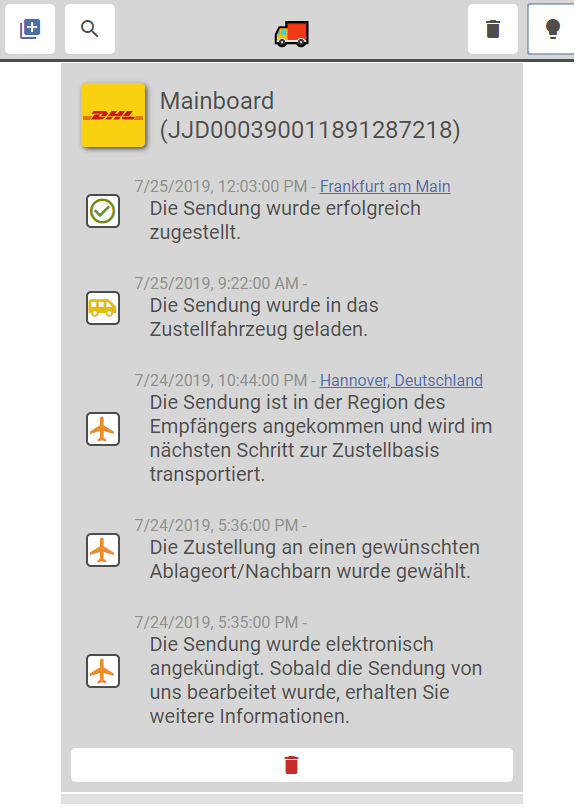 DHL
Mainboard
(JJD000390011891287218)
7/25/2019, 12:03:00 PM - Frankfurt am Main
Die Sendung wurde erfolgreich
zugestellt.
7/25/2019, 9:22:00 AM -
Die Sendung wurde in das
Zustellfahrzeug geladen.
7/24/2019, 10:44:00 PM - Hannover, Deutschland
Die Sendung ist in der Region des
Empfängers angekommen und wird im
nächsten Schritt zur Zustellbasis
transportiert.
7/24/2019, 5:36:00 PM -
Die Zustellung an einen gewünschten
Ablageort/Nachbarn wurde gewählt.
7/24/2019, 5:35:00 PM -
Die Sendung wurde elektronisch
angekündigt. Sobald die Sendung von
uns bearbeitet wurde, erhalten Sie
weitere Informationen.